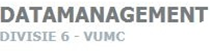 DATAMANAGEMENT
DIVISIE 6 - VUMC